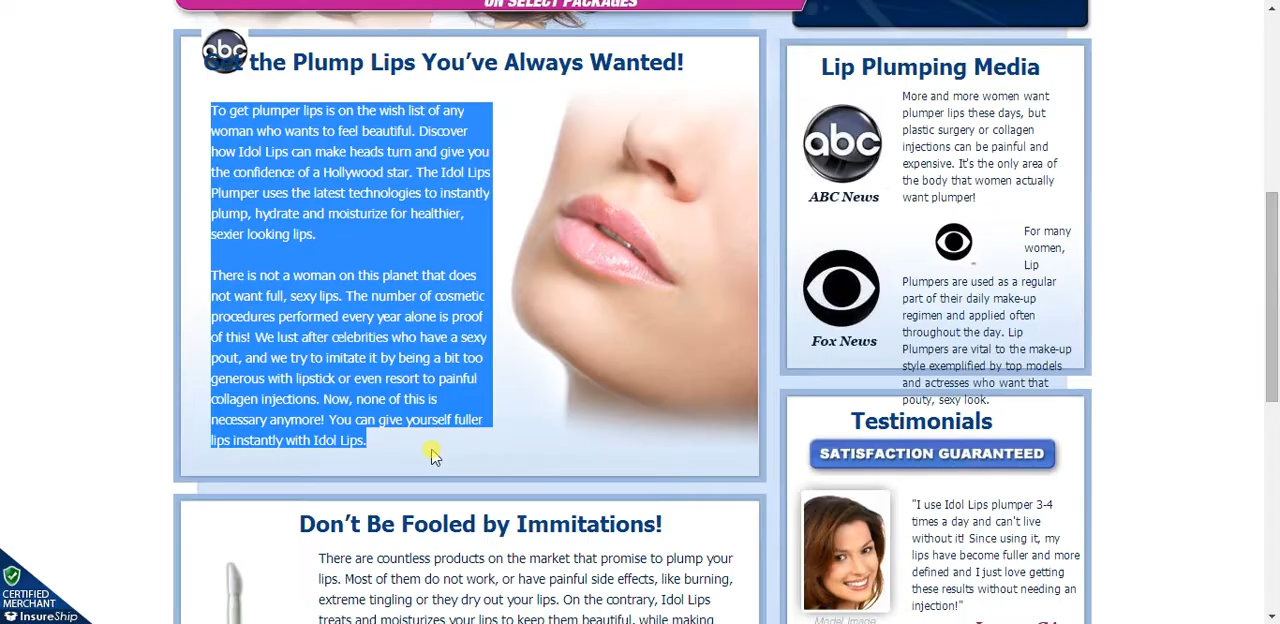 ON SELECT PACKAGES
abc
the Plump Lips You’ve Always Wanted!
To get plumper lips is on the wish list of any
woman who wants to feel beautiful. Discover
how Idol Lips can make heads turn and give you
the confidence of a Hollywood star. The Idol Lips
Plumper uses the latest technologies to instantly
plump, hydrate and moisturize for healthier,
sexier looking lips.
There is not a woman on this planet that does
not want full, sexy lips. The number of cosmetic
procedures performed every year alone is proof
of this! We lust after celebrities who have a sexy
pout, and we try to imitate it by being a bit too
generous with lipstick or even resort to painful
collagen injections. Now, none of this is
necessary anymore! You can give yourself fuller
lips instantly with Idol Lips.
Don’t Be Fooled by Immitations!
There are countless products on the market that promise to plump your
lips. Most of them do not work, or have painful side effects, like burning,
extreme tingling or they dry out your lips. On the contrary, Idol Lips
treats and moisturizes your lips to keep them beautiful, while making
Lip Plumping Media
abc
ABC News
More and more women want
plumper lips these days, but
plastic surgery or collagen
injections can be painful and
expensive. It's the only area of
the body that women actually
want plumper!
Fox News
For many
women,
Lip
Plumpers are used as a regular
part of their daily make-up
regimen and applied often
throughout the day. Lip
Plumpers are vital to the make-up
style exemplified by top models
and actresses who want that
pouty, sexy look.
Testimonials
SATISFACTION GUARANTEED
"I use Idol Lips plumper 3-4
times a day and can't live
without it! Since using it, my
lips have become fuller and more
defined and I just love getting
these results without needing an
injection!"
Model Image
CERTIFIED
MERCHANT
InsureShip